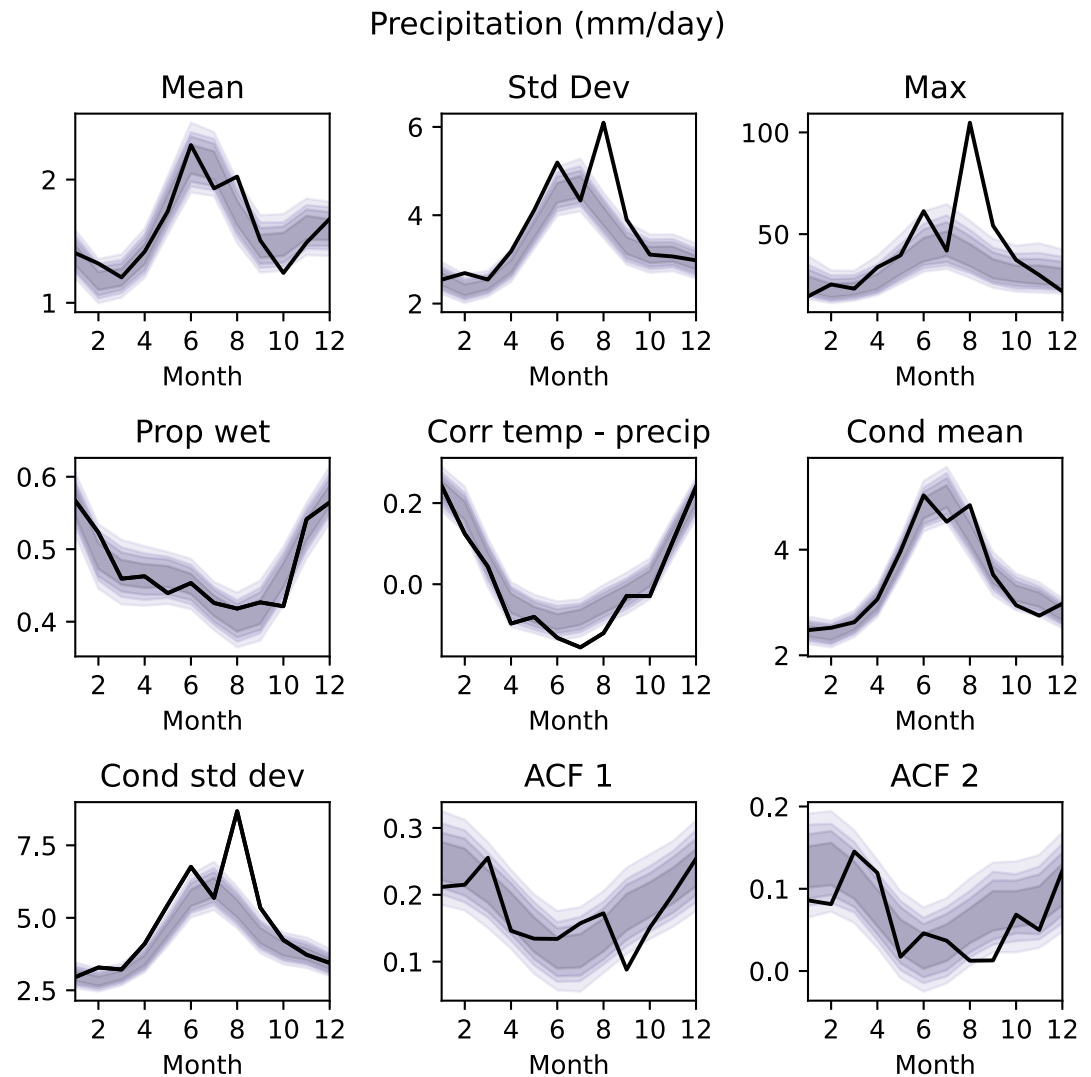 Precipitation (mm/day)
Mean
Std Dev
Max
2
1
6
4
2
100
50
2 4 6 8 10 12
2 4 6 8 10 12
2 4 6 8 10 12
Month
Month
Month
Prop wet
Corr temp - precip
Cond mean
0.6
0.5
0.4
0.2
0.0
4
2
2 4 6 8 10 12
2 4 6 8 10 12
2 4 6 8 10 12
Month
Month
Month
Cond std dev
ACF 1
ACF 2
7.5
5.0
2.5
0.3
0.2
0.1
0.2
0.1
0.0
2 4 6 8 10 12
2 4 6 8 10 12
2 4 6 8 10 12
Month
Month
Month